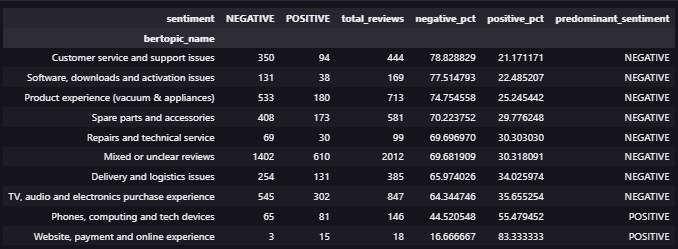 sentiment NEGATIVE POSITIVE total_reviews negative_pct positive_pct predominant_sentiment
bertopic_name
Customer service and support issues 350 94 444 78.828829 21.171171 NEGATIVE
Software, downloads and activation issues 131 38 169 77.514793 22.485207 NEGATIVE
Product experience (vacuum & appliances) 533 180 713 74.754558 25.245442 NEGATIVE
Spare parts and accessories 408 173 581 70.223752 29.776248 NEGATIVE
Repairs and technical service 69 30 99 69.696970 30.303030 NEGATIVE
Mixed or unclear reviews 1402 610 2012 69.681909 30.318091 NEGATIVE
Delivery and logistics issues 254 131 385 65.974026 34.025974 NEGATIVE
TV, audio and electronics purchase experience 545 302 847 64.344746 35.655254 NEGATIVE
Phones, computing and tech devices 65 81 146 44.520548 55.479452 POSITIVE
Website, payment and online experience 3 15 18 16.666667 83.333333 POSITIVE